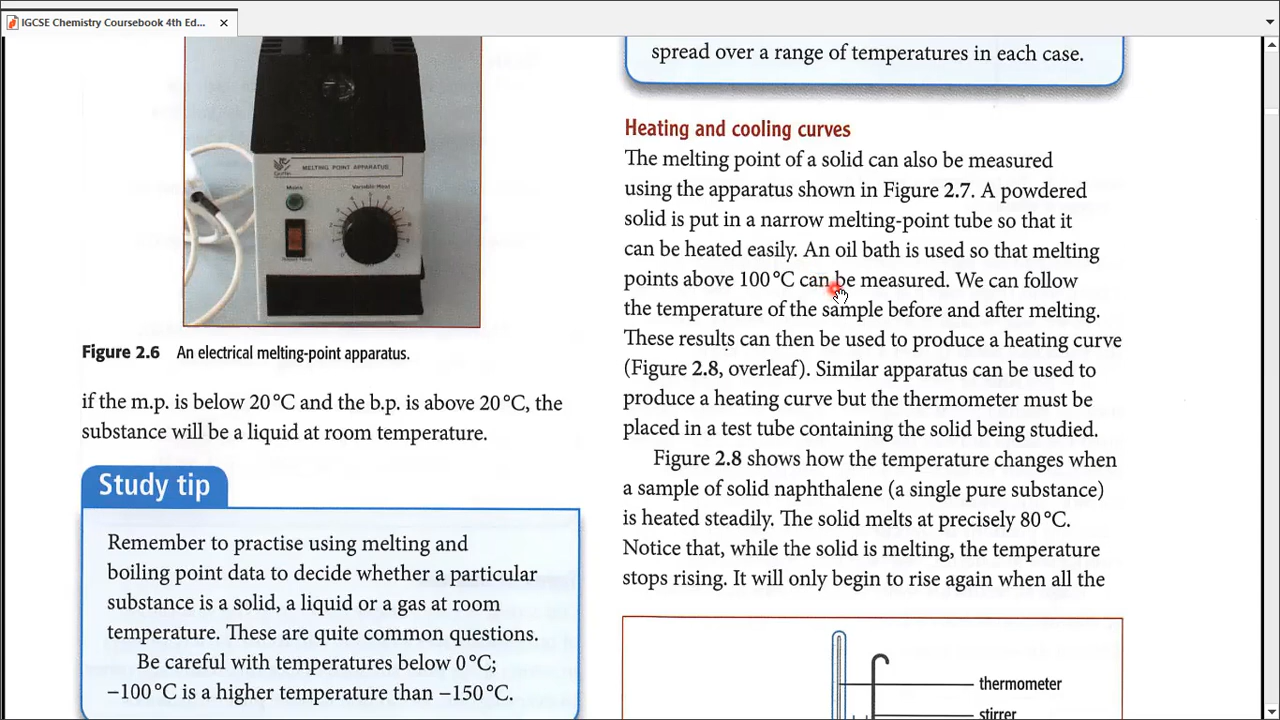 IGCSE Chemistry Coursebook 4th Ed...
MELTING POINT APPARATUS
Mains
Variable Heat
Figure 2.6 An electrical melting-point apparatus.
if the m.p. is below 20 °C and the b.p. is above 20 °C, the
substance will be a liquid at room temperature.
Study tip
Remember to practise using melting and
boiling point data to decide whether a particular
substance is a solid, a liquid or a gas at room
temperature. These are quite common questions.
Be careful with temperatures below 0 °C;
−100 °C is a higher temperature than −150 °C.
spread over a range of temperatures in each case.
Heating and cooling curves
The melting point of a solid can also be measured
using the apparatus shown in Figure 2.7. A powdered
solid is put in a narrow melting-point tube so that it
can be heated easily. An oil bath is used so that melting
points above 100 °C can be measured. We can follow
the temperature of the sample before and after melting.
These results can then be used to produce a heating curve
(Figure 2.8, overleaf). Similar apparatus can be used to
produce a heating curve but the thermometer must be
placed in a test tube containing the solid being studied.
Figure 2.8 shows how the temperature changes when
a sample of solid naphthalene (a single pure substance)
is heated steadily. The solid melts at precisely 80 °C.
Notice that, while the solid is melting, the temperature
stops rising. It will only begin to rise again when all the
thermometer
stirrer